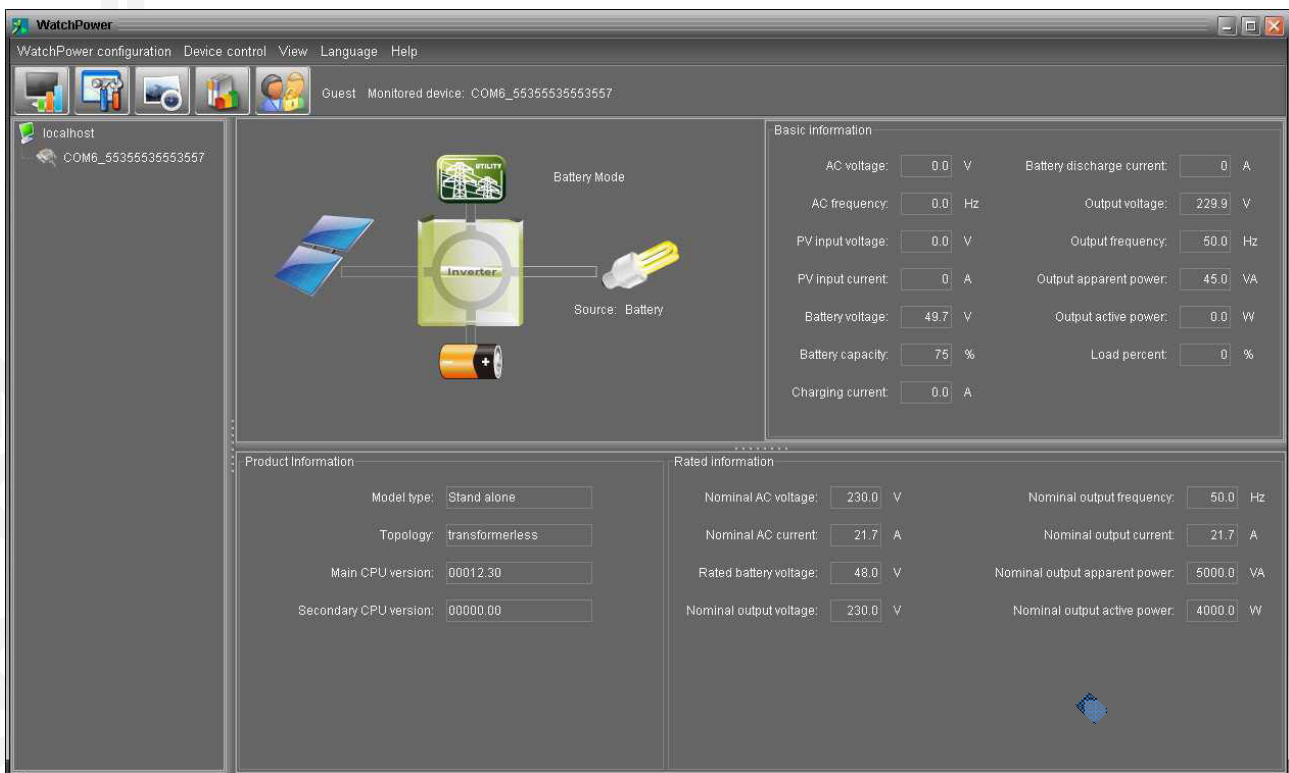 WatchPower
WatchPower configuration Device control View Language Help
Guest Monitored device: COM6_55355535553557
localhost
COM6_55355535553557
UTILITY
Battery Mode
Inverter
Source: Battery
Basic information
AC voltage: 0.0 V Battery discharge current: 0 A
AC frequency: 0.0 Hz Output voltage: 229.9 V
PV input voltage: 0.0 V Output frequency: 50.0 Hz
PV input current: 0 A Output apparent power: 45.0 VA
Battery voltage: 49.7 V Output active power: 0.0 W
Battery capacity: 75 % Load percent: 0 %
Charging current: 0.0 A
Product Information
Model type: Stand alone
Topology: transformerless
Main CPU version: 00012.30
Secondary CPU version: 00000.00
Rated information
Nominal AC voltage: 230.0 V Nominal output frequency: 50.0 Hz
Nominal AC current: 21.7 A Nominal output current: 21.7 A
Rated battery voltage: 48.0 V Nominal output apparent power: 5000.0 VA
Nominal output voltage: 230.0 V Nominal output active power: 4000.0 W